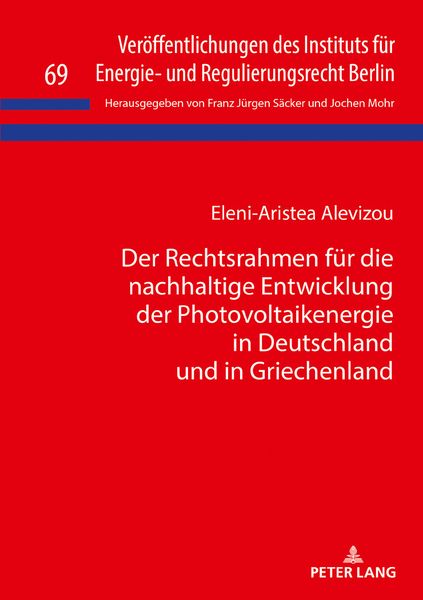 Veröffentlichungen des Instituts für
69
Energie- und Regulierungsrecht Berlin
Herausgegeben von Franz Jürgen Säcker und Jochen Mohr
Eleni-Aristea Alevizou
Der Rechtsrahmen für die
nachhaltige Entwicklung
der Photovoltaikenergie
in Deutschland
und in Griechenland
PETER LANG